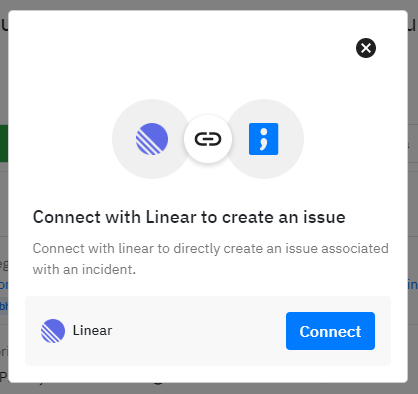 Connect with Linear to create an issue
Connect with linear to directly create an issue associated
with an incident.
Linear
Connect